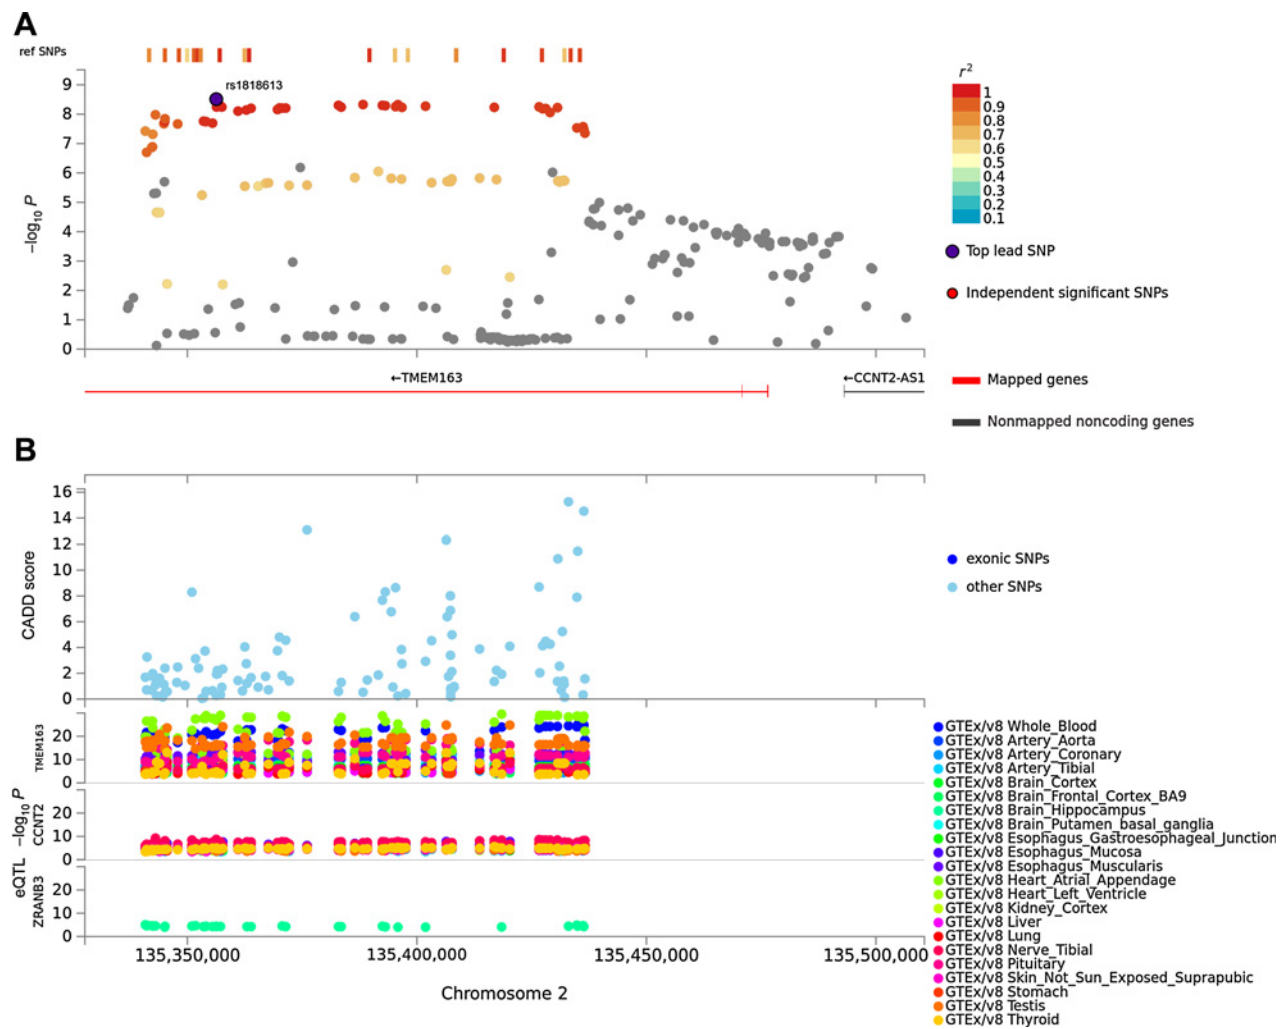 A
ref SNPs
rs1818613
9
8
7
6
5
4
3
2
1
0
−log10 P
r2
1
0.9
0.8
0.7
0.6
0.5
0.4
0.3
0.2
0.1
Top lead SNP
Independent significant SNPs
←TMEM163
←CCNT2-AS1
Mapped genes
Nonmapped noncoding genes
B
16
14
12
10
8
6
4
2
0
CADD score
exonic SNPs
other SNPs
20
10
0
TMEM163
20
10
0
CCNT2
20
10
0
ZRANB3
eQTL −log10 P
135,350,000
135,400,000
135,450,000
135,500,000
Chromosome 2
GTEx/v8 Whole_Blood
GTEx/v8 Artery_Aorta
GTEx/v8 Artery_Coronary
GTEx/v8 Artery_Tibial
GTEx/v8 Brain_Cortex
GTEx/v8 Brain_Frontal_Cortex_BA9
GTEx/v8 Brain_Hippocampus
GTEx/v8 Brain_Putamen_basal_ganglia
GTEx/v8 Esophagus_Gastroesophageal_Junction
GTEx/v8 Esophagus_Mucosa
GTEx/v8 Esophagus_Muscularis
GTEx/v8 Heart_Atrial_Appendage
GTEx/v8 Heart_Left_Ventricle
GTEx/v8 Kidney_Cortex
GTEx/v8 Liver
GTEx/v8 Lung
GTEx/v8 Nerve_Tibial
GTEx/v8 Pituitary
GTEx/v8 Skin_Not_Sun_Exposed_Suprapubic
GTEx/v8 Stomach
GTEx/v8 Testis
GTEx/v8 Thyroid